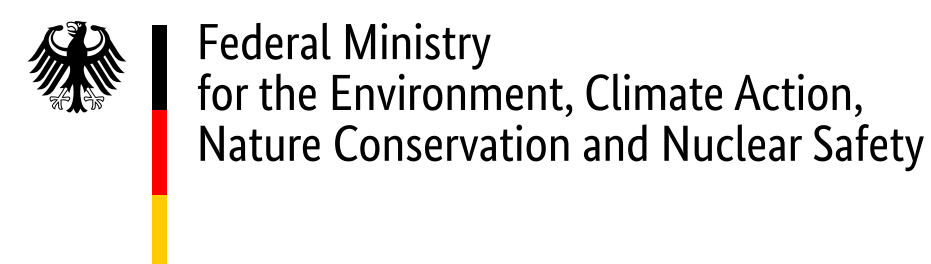 Federal Ministry
for the Environment, Climate Action,
Nature Conservation and Nuclear Safety